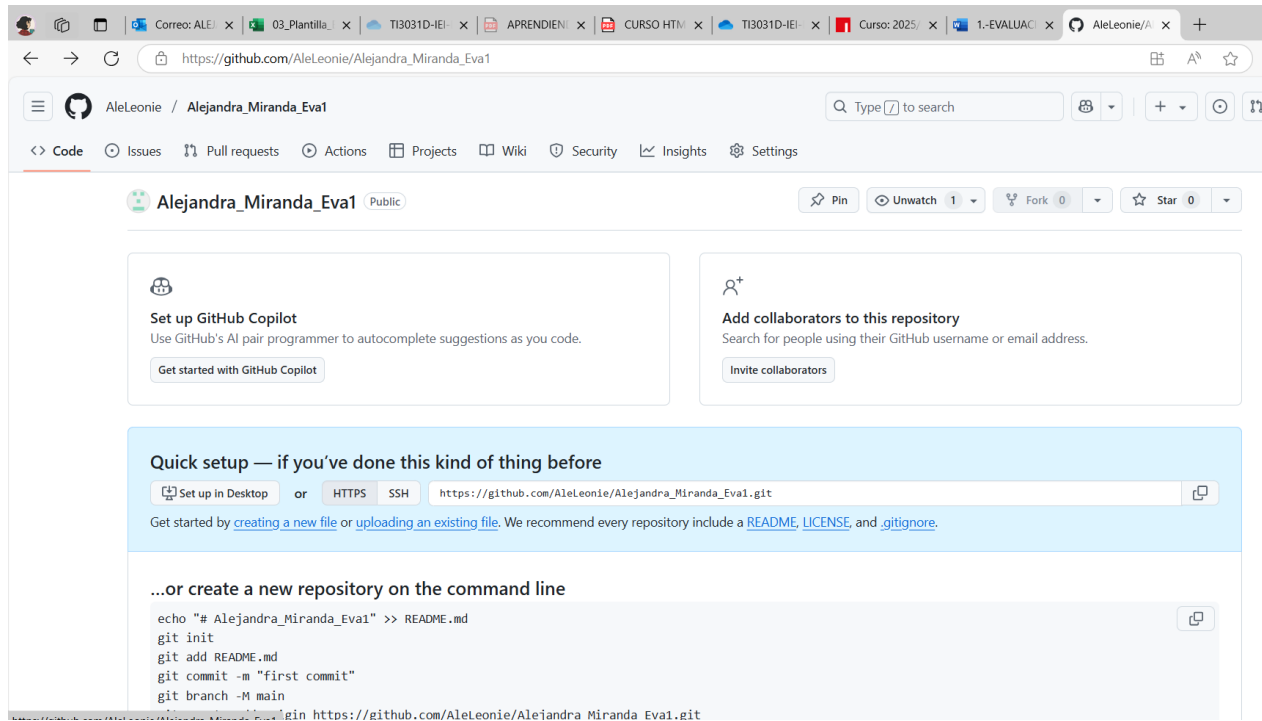 Correo: ALE
03_Plantilla_
TI3031D-IEI-
APRENDIEN
CURSO HTM
TI3031D-IEI-
Curso: 2025/
1.-EVALUAC
AleLeonie/A
https://github.com/AleLeonie/Alejandra_Miranda_Eva1
AleLeonie / Alejandra_Miranda_Eva1
Type / to search
Code Issues Pull requests Actions Projects Wiki Security Insights Settings
Alejandra_Miranda_Eva1 Public
Pin Unwatch 1 Fork 0 Star 0
Set up GitHub Copilot
Use GitHub's AI pair programmer to autocomplete suggestions as you code.
Get started with GitHub Copilot
Add collaborators to this repository
Search for people using their GitHub username or email address.
Invite collaborators
Quick setup — if you've done this kind of thing before
Set up in Desktop or HTTPS SSH https://github.com/AleLeonie/Alejandra_Miranda_Eva1.git
Get started by creating a new file or uploading an existing file. We recommend every repository include a README, LICENSE, and .gitignore.
...or create a new repository on the command line
echo "# Alejandra_Miranda_Eva1" >> README.md
git init
git add README.md
git commit -m "first commit"
git branch -M main
https://github.com/AleLeonie/Alejandra_Miranda_Eva1.git